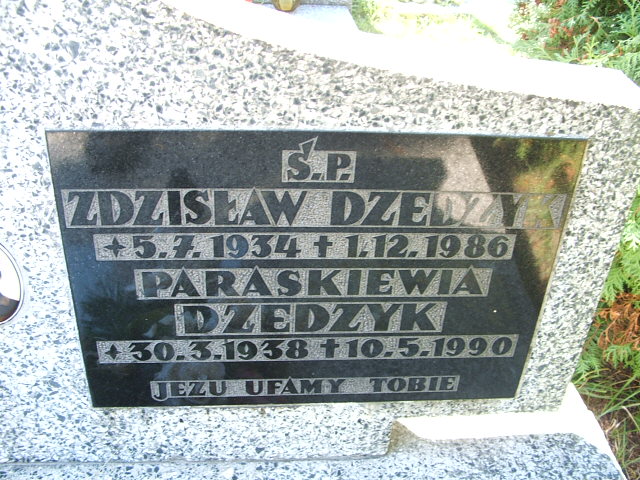 Ś.P.
ZDZISŁAW DZEDZYK
✦5.7.1934 ✝ 1.12.1986
PARASKIEWIA
DZEDZYK
✦30.3.1938 ✝10.5.1990
JEZU UFAMY TOBIE